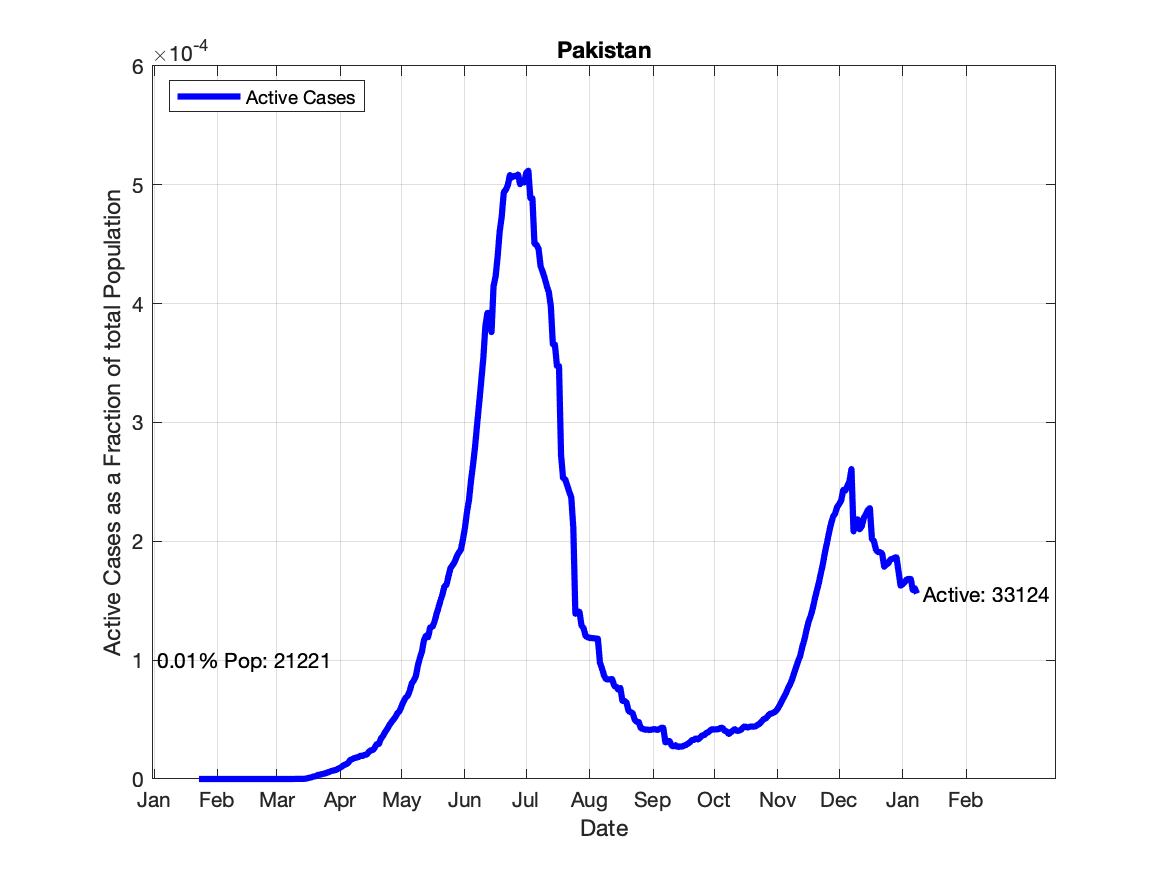 Pakistan
×10-4
Active Cases
6
5
4
3
2
1
0
Active Cases as a Fraction of total Population
0.01% Pop: 21221
Active: 33124
Jan Feb Mar Apr May Jun Jul Aug Sep Oct Nov Dec Jan Feb
Date